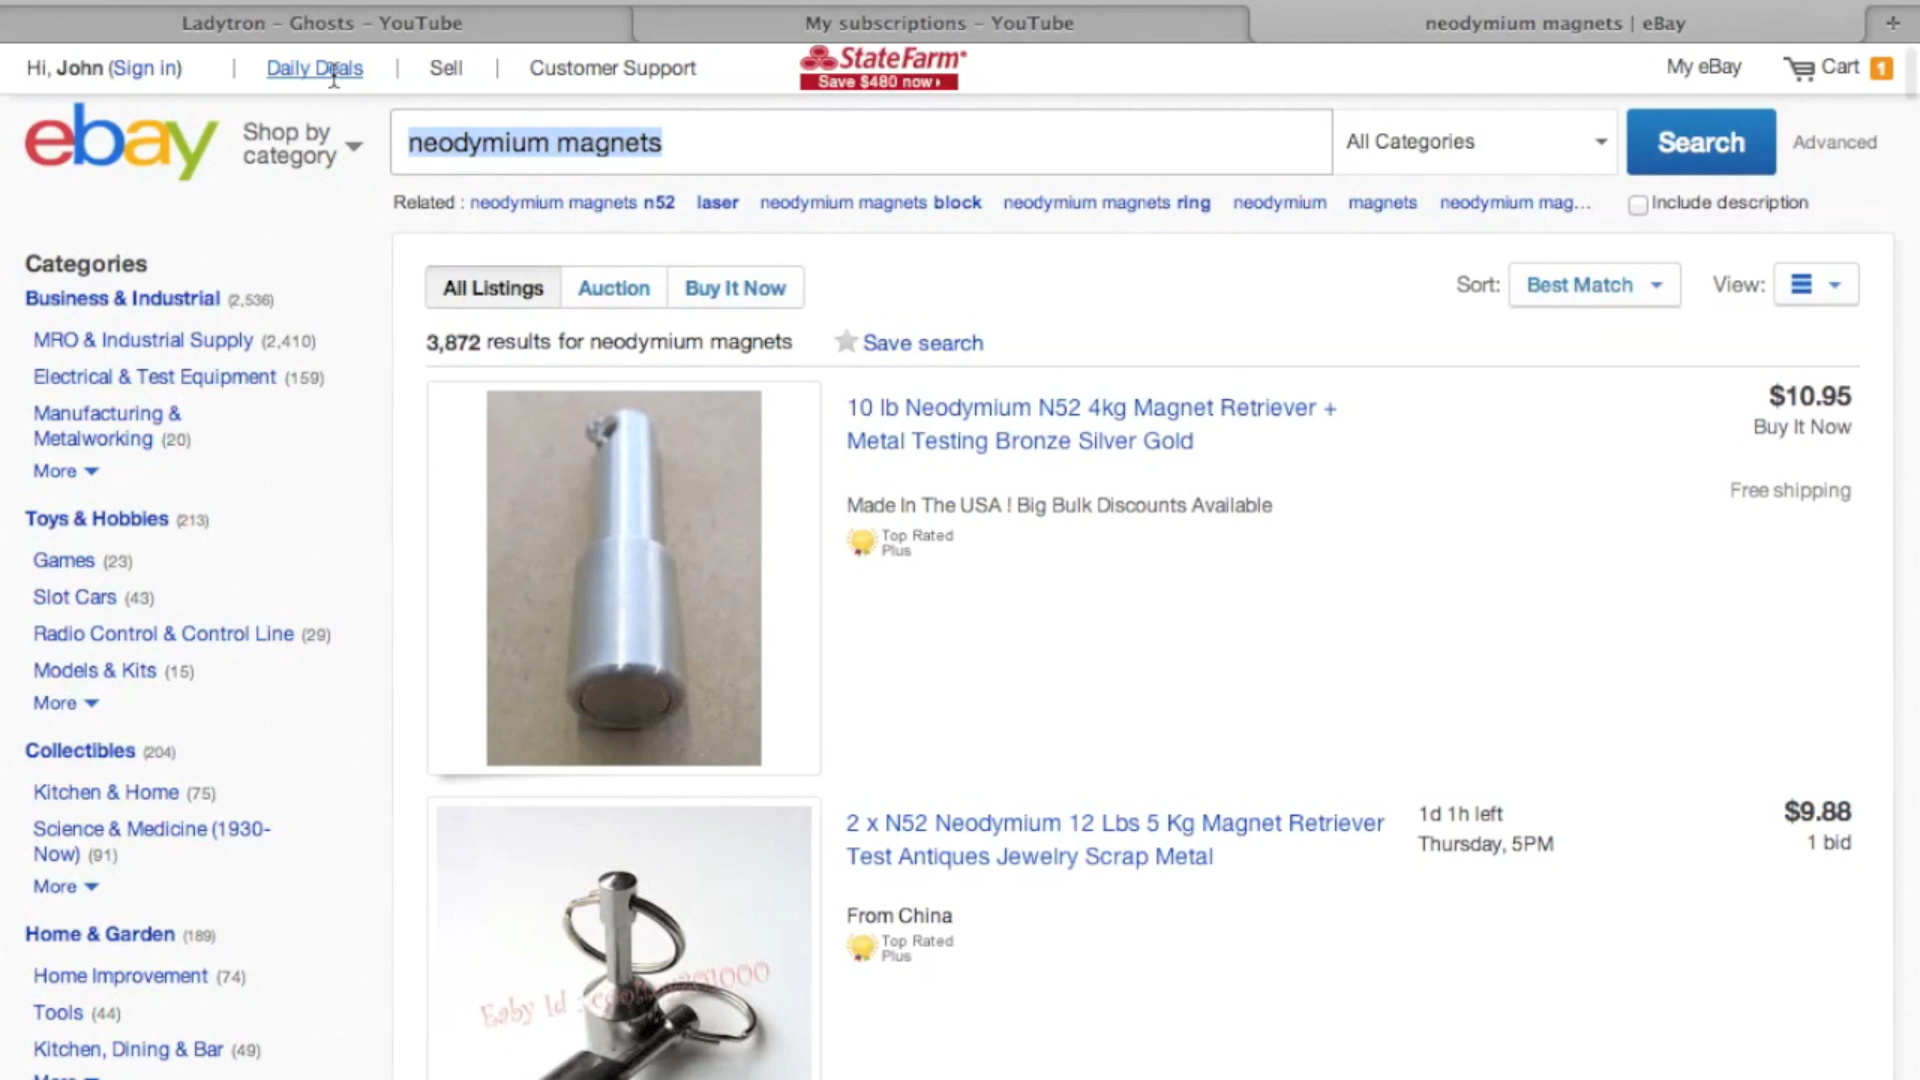 Ladytron – Ghosts – YouTube
My subscriptions – YouTube
neodymium magnets | eBay
Hi, John (Sign in) | Daily Deals | Sell | Customer Support
StateFarm®
Save $480 now
My eBay
Cart 1
ebay
Shop by
category
neodymium magnets
All Categories
Search
Advanced
Related : neodymium magnets n52 laser neodymium magnets block neodymium magnets ring neodymium magnets neodymium mag...
Include description
Categories
Business & Industrial (2,536)
MRO & Industrial Supply (2,410)
Electrical & Test Equipment (159)
Manufacturing &
Metalworking (20)
More
Toys & Hobbies (213)
Games (23)
Slot Cars (43)
Radio Control & Control Line (29)
Models & Kits (15)
More
Collectibles (204)
Kitchen & Home (75)
Science & Medicine (1930-
Now) (91)
More
Home & Garden (189)
Home Improvement (74)
Tools (44)
Kitchen, Dining & Bar (49)
More
All Listings
Auction
Buy It Now
Sort: Best Match
View:
3,872 results for neodymium magnets
Save search
10 lb Neodymium N52 4kg Magnet Retriever +
Metal Testing Bronze Silver Gold
$10.95
Buy It Now
Free shipping
Made In The USA ! Big Bulk Discounts Available
Top Rated
Plus
2 x N52 Neodymium 12 Lbs 5 Kg Magnet Retriever
Test Antiques Jewelry Scrap Metal
1d 1h left
Thursday, 5PM
$9.88
1 bid
From China
Top Rated
Plus
Eaby Id :